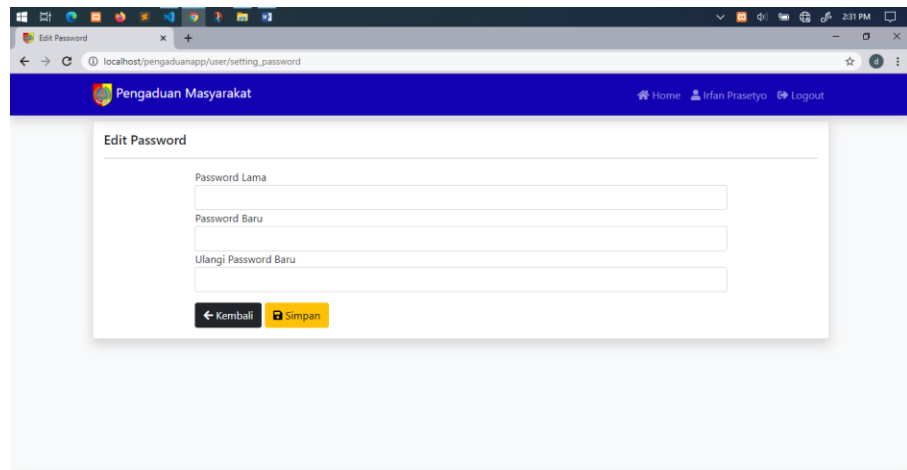 2:31 PM
Edit Password
localhost/pengaduanapp/user/setting_password
d
Pengaduan Masyarakat
Home Irfan Prasetyo Logout
Edit Password
Password Lama
Password Baru
Ulangi Password Baru
Kembali Simpan